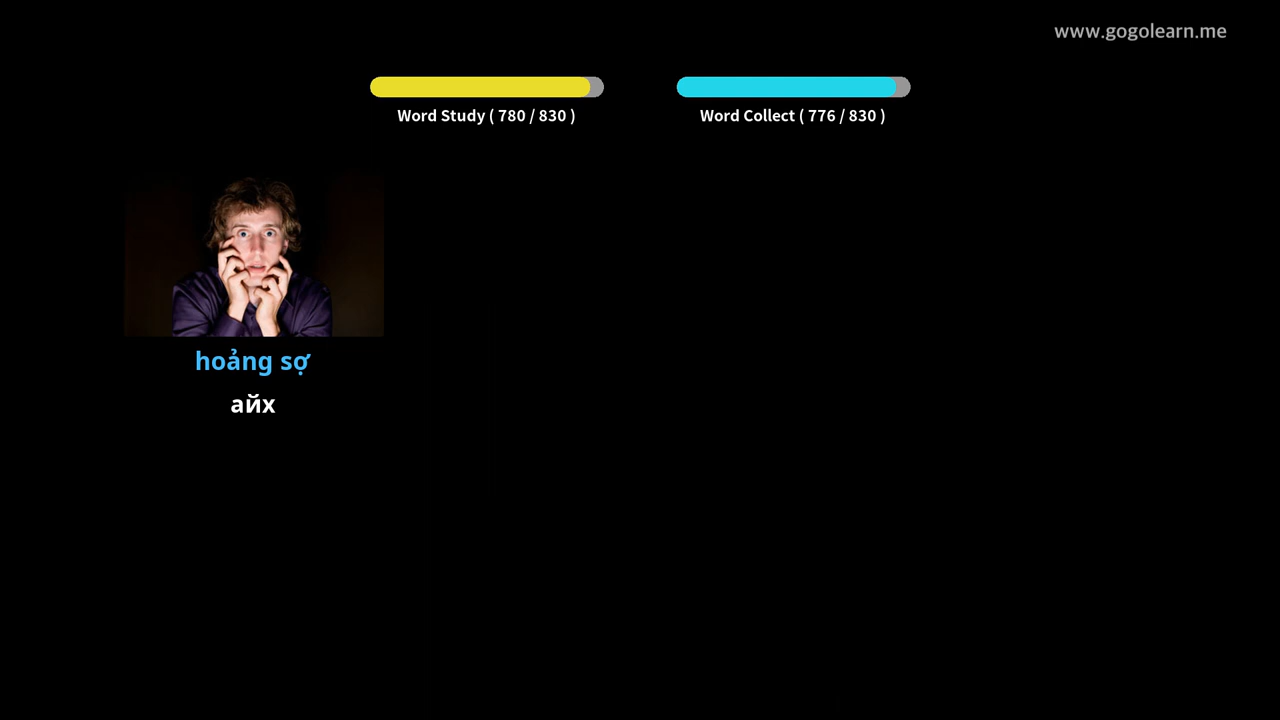 www.gogolearn.me
Word Study ( 780 / 830 )
Word Collect ( 776 / 830 )
hoảng sợ
айх